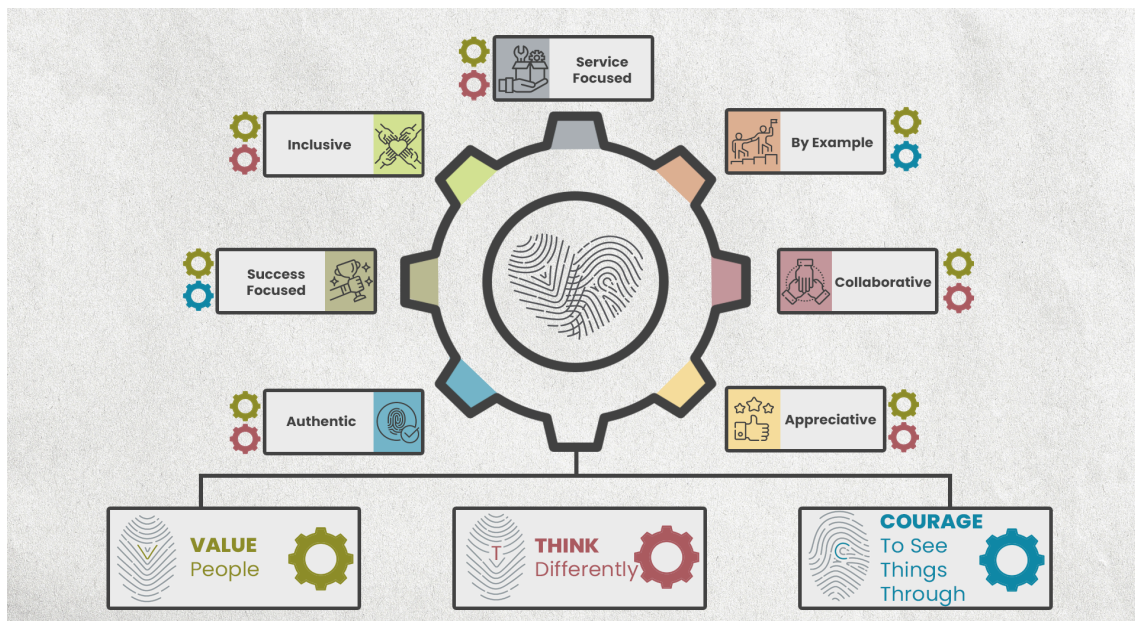 Service
Focused
Inclusive
By Example
Success
Focused
Collaborative
Authentic
Appreciative
V
VALUE
People
T
THINK
Differently
C
COURAGE
To See
Things
Through